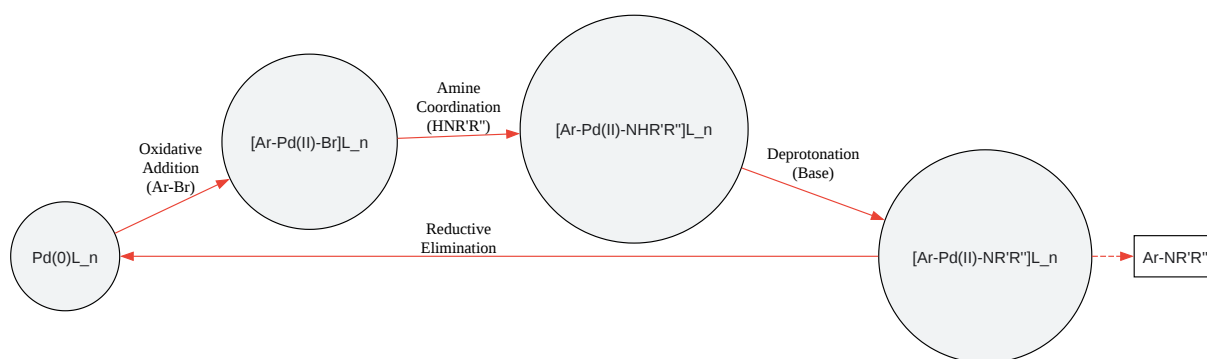 Amine
Coordination
(HNR'R")
[Ar-Pd(II)-NHR'R"]L_n
[Ar-Pd(II)-Br]L_n
Oxidative
Addition
(Ar-Br)
Deprotonation
(Base)
Reductive
Elimination
Pd(0)L_n
[Ar-Pd(II)-NR'R"]L_n
Ar-NR'R"